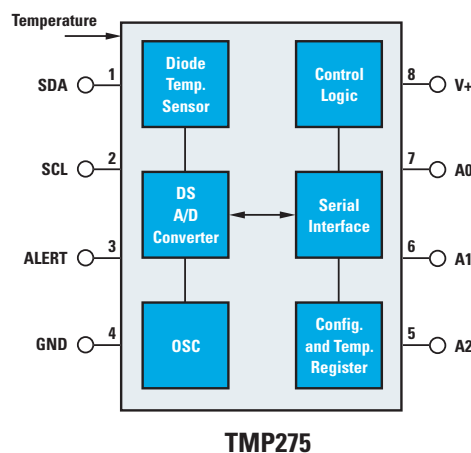 Temperature
SDA
1
Diode
Temp.
Sensor
Control
Logic
8
V+
SCL
2
DS
A/D
Converter
Serial
Interface
7
A0
ALERT
3
6
A1
GND
4
OSC
Config.
and Temp.
Register
5
A2
TMP275